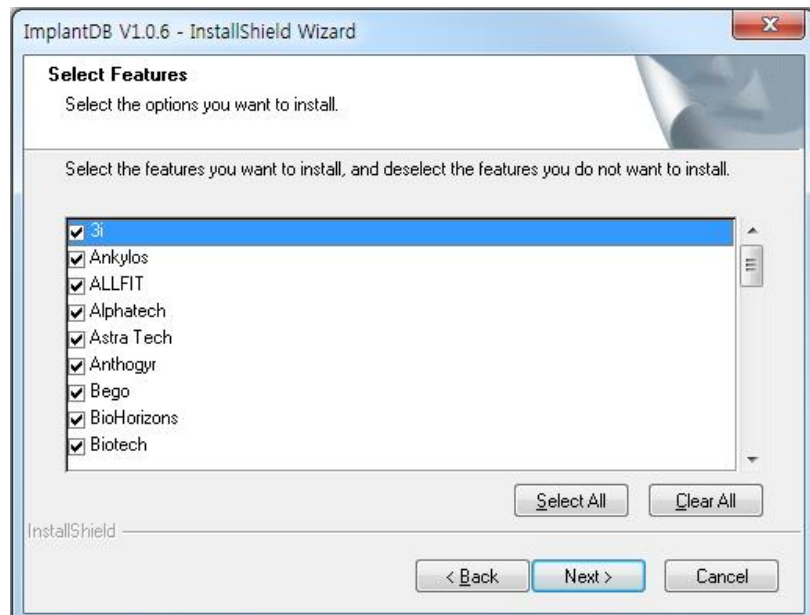 ImplantDB V1.0.6 - InstallShield Wizard
Select Features
Select the options you want to install.
Select the features you want to install, and deselect the features you do not want to install.
3i
Ankylos
ALLFIT
Alphatech
Astra Tech
Anthogyr
Bego
BioHorizons
Biotech
Select All Clear All
InstallShield
< Back Next > Cancel